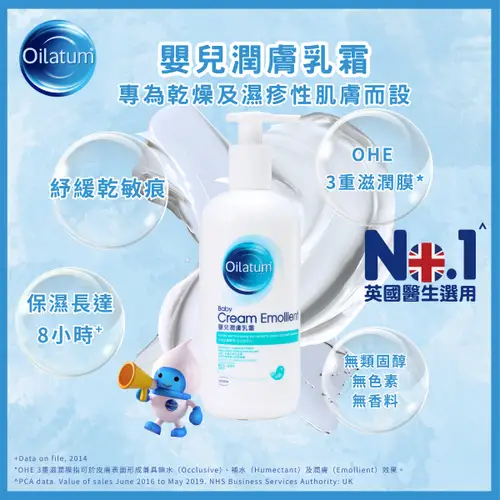 Oilatum
嬰兒潤膚乳霜
專為乾燥及濕疹性肌膚而設
紓緩乾敏痕
OHE
3重滋潤膜*
No.1^
英國醫生選用
保濕長達
8小時+
Oilatum
Baby
Cream Emollient
嬰兒潤膚乳霜
無類固醇
無色素
無香料
+Data on file, 2014
*OHE 3重滋潤膜指可於皮膚表面形成兼具鎖水（Occlusive）、補水（Humectant）及潤膚（Emollient）效果。
^PCA data. Value of sales June 2016 to May 2019. NHS Business Services Authority: UK